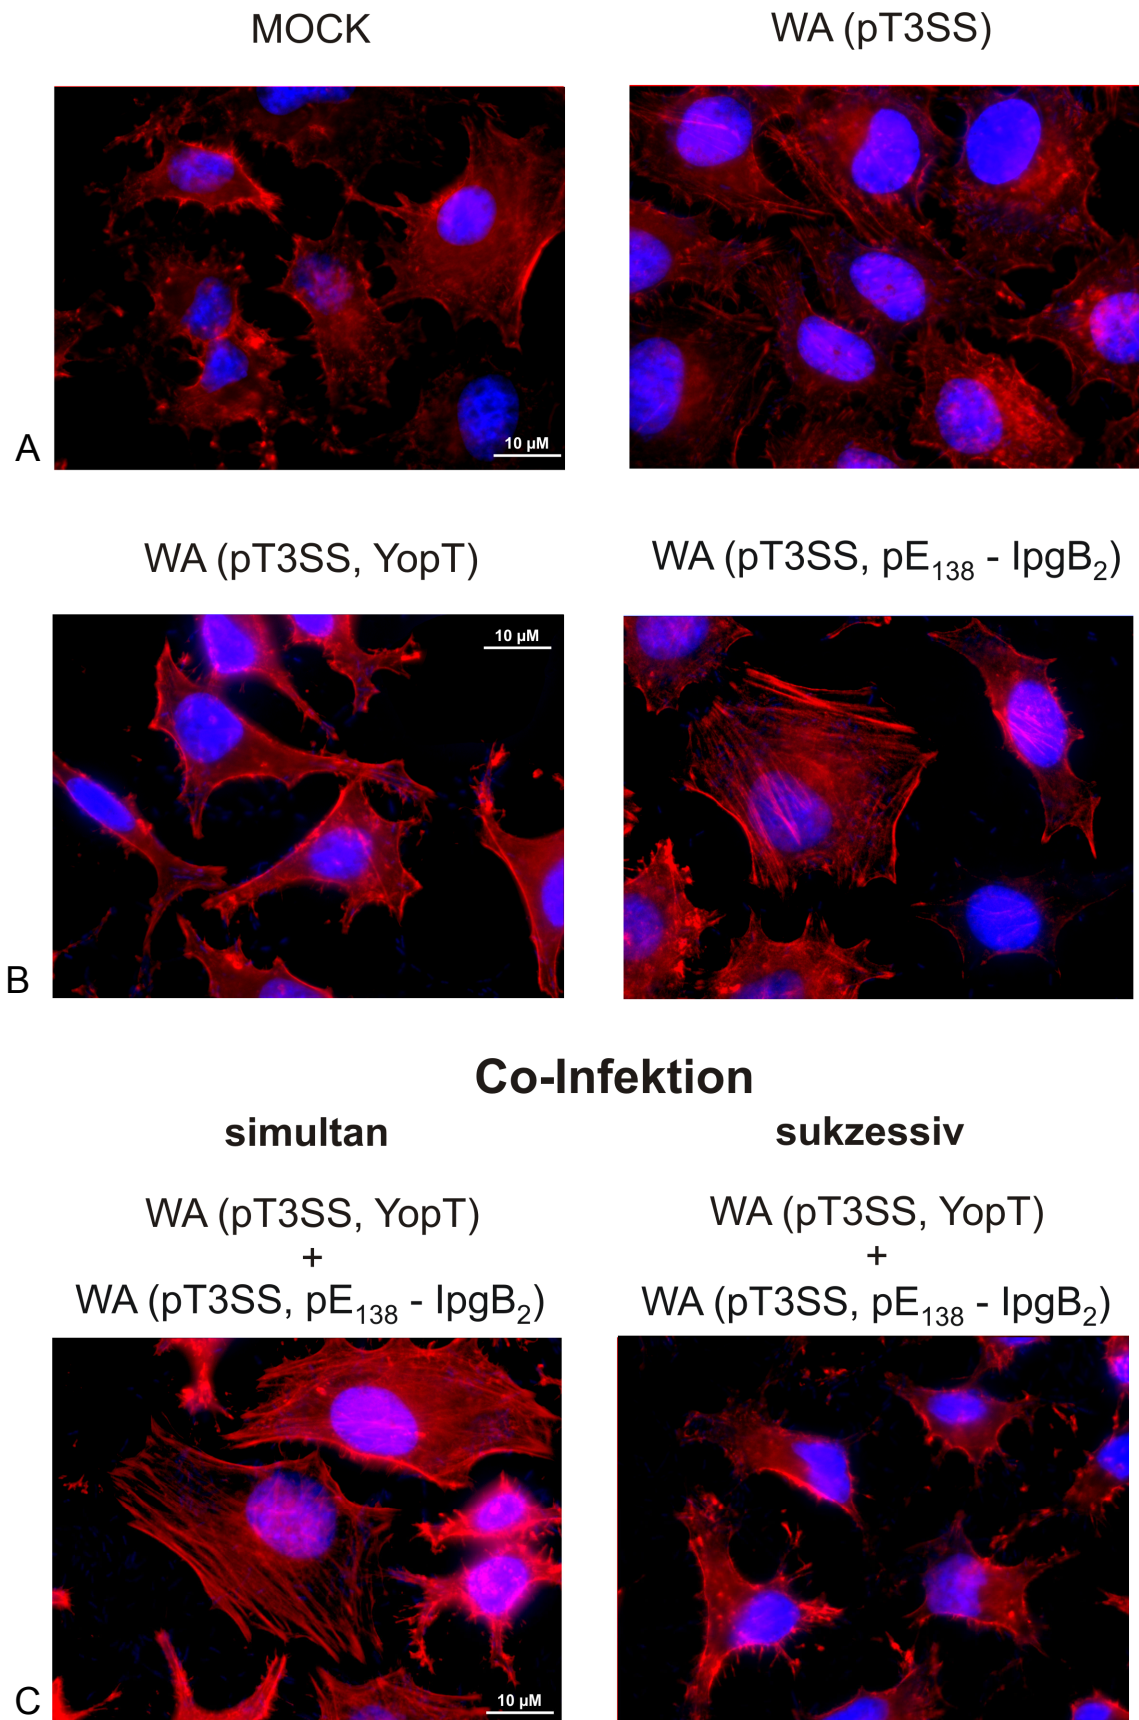 MOCK
WA (pT3SS)
10 µM
A
WA (pT3SS, YopT)
WA (pT3SS, pE₁₃₈ - IpgB₂)
10 µM
B
Co-Infektion
simultan
sukzessiv
WA (pT3SS, YopT)
+
WA (pT3SS, pE₁₃₈ - IpgB₂)
WA (pT3SS, YopT)
+
WA (pT3SS, pE₁₃₈ - IpgB₂)
C
10 µM